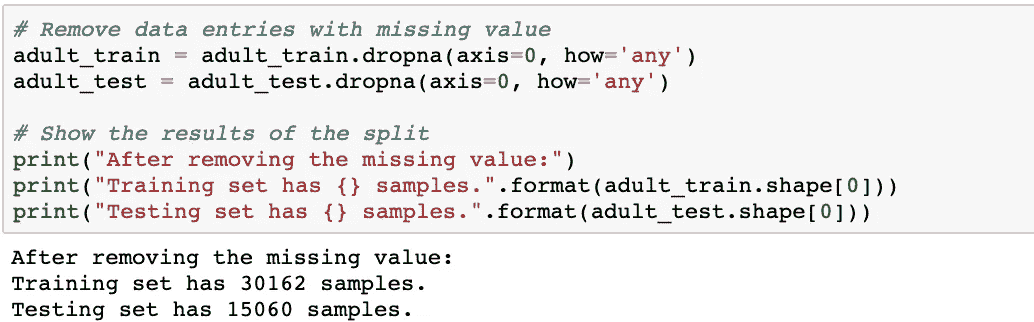 # Remove data entries with missing value
adult_train = adult_train.dropna(axis=0, how='any')
adult_test = adult_test.dropna(axis=0, how='any')
# Show the results of the split
print("After removing the missing value:")
print("Training set has {} samples.".format(adult_train.shape[0]))
print("Testing set has {} samples.".format(adult_test.shape[0]))
After removing the missing value:
Training set has 30162 samples.
Testing set has 15060 samples.